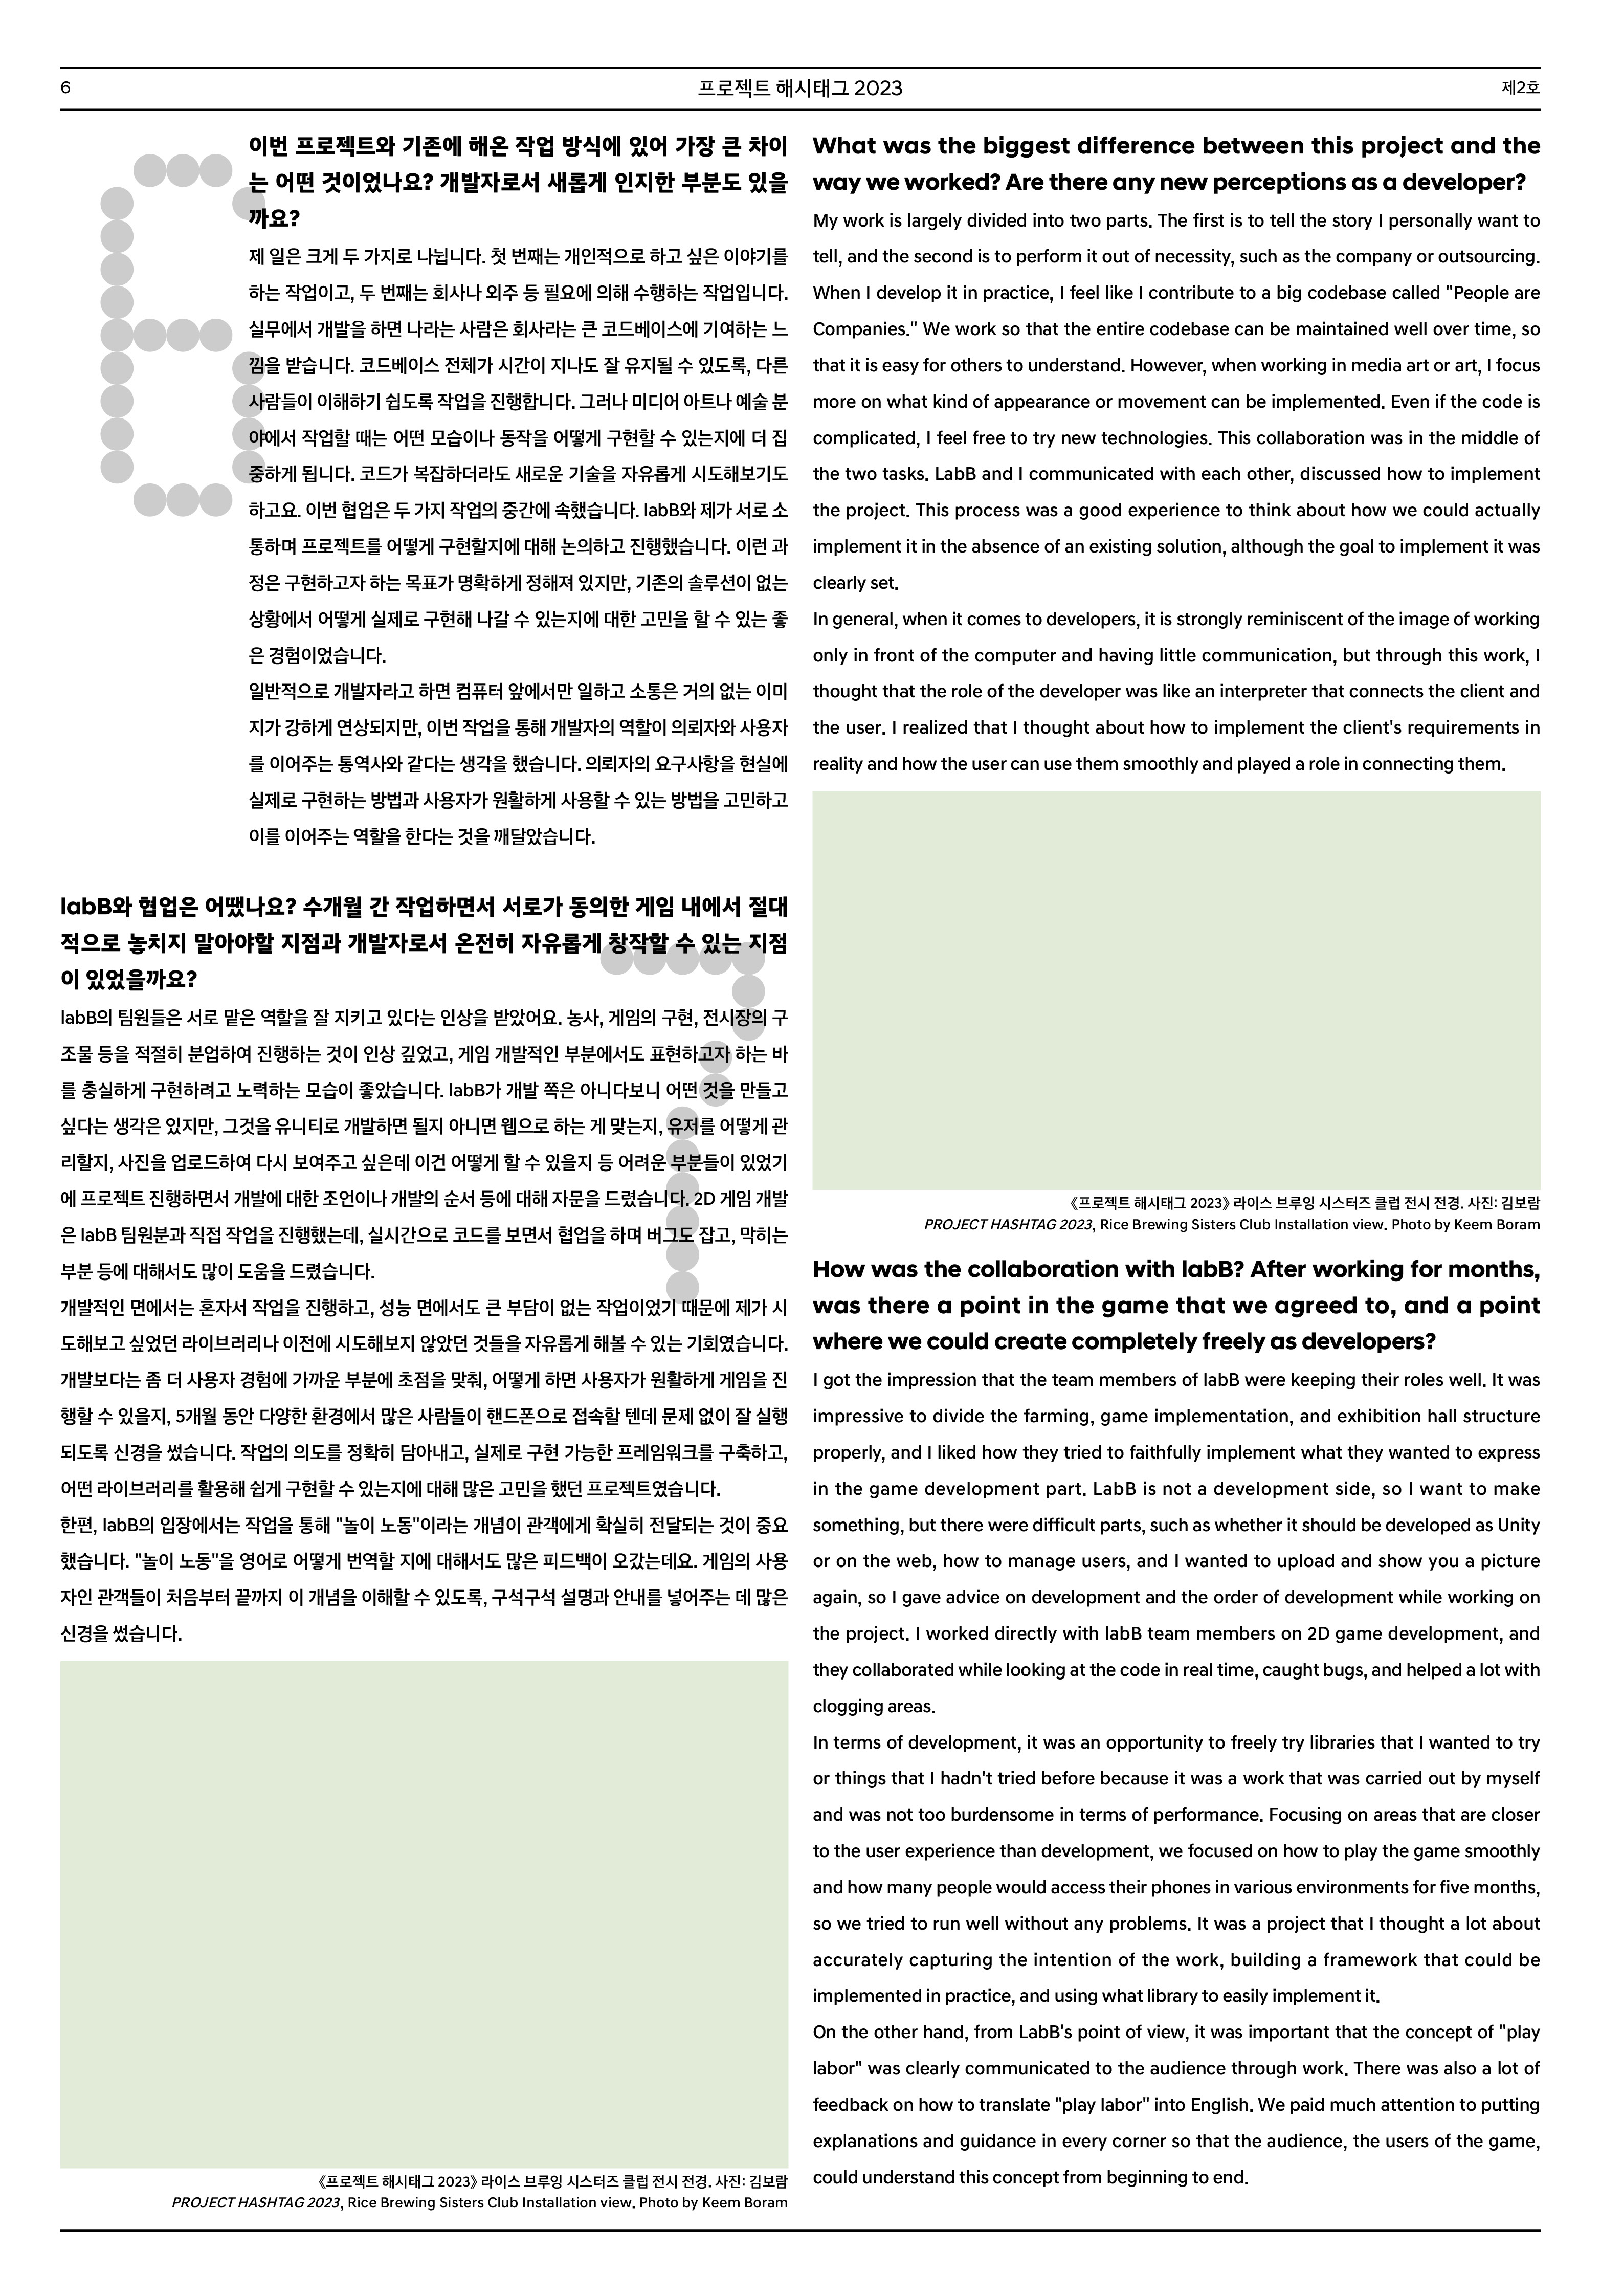 6
프로젝트 해시태그 2023
제2호
이번 프로젝트와 기존에 해온 작업 방식에 있어 가장 큰 차이
는 어떤 것이었나요? 개발자로서 새롭게 인지한 부분도 있을
까요?
제 일은 크게 두 가지로 나뉩니다. 첫 번째는 개인적으로 하고 싶은 이야기를
하는 작업이고, 두 번째는 회사나 외주 등 필요에 의해 수행하는 작업입니다.
실무에서 개발을 하면 나라는 사람은 회사라는 큰 코드베이스에 기여하는 느
낌을 받습니다. 코드베이스 전체가 시간이 지나도 잘 유지될 수 있도록, 다른
사람들이 이해하기 쉽도록 작업을 진행합니다. 그러나 미디어 아트나 예술 분
야에서 작업할 때는 어떤 모습이나 동작을 어떻게 구현할 수 있는지에 더 집
중하게 됩니다. 코드가 복잡하더라도 새로운 기술을 자유롭게 시도해보기도
하고요. 이번 협업은 두 가지 작업의 중간에 속했습니다. labB와 제가 서로 소
통하며 프로젝트를 어떻게 구현할지에 대해 논의하고 진행했습니다. 이런 과
정은 구현하고자 하는 목표가 명확하게 정해져 있지만, 기존의 솔루션이 없는
상황에서 어떻게 실제로 구현해 나갈 수 있는지에 대한 고민을 할 수 있는 좋
은 경험이었습니다.
일반적으로 개발자라고 하면 컴퓨터 앞에서만 일하고 소통은 거의 없는 이미
지가 강하게 연상되지만, 이번 작업을 통해 개발자의 역할이 의뢰자와 사용자
를 이어주는 통역사와 같다는 생각을 했습니다. 의뢰자의 요구사항을 현실에
실제로 구현하는 방법과 사용자가 원활하게 사용할 수 있는 방법을 고민하고
이를 이어주는 역할을 한다는 것을 깨달았습니다.
labB와 협업은 어땠나요? 수개월 간 작업하면서 서로가 동의한 게임 내에서 절대
적으로 놓치지 말아야할 지점과 개발자로서 온전히 자유롭게 창작할 수 있는 지점
이 있었을까요?
labB의 팀원들은 서로 맡은 역할을 잘 지키고 있다는 인상을 받았어요. 농사, 게임의 구현, 전시장의 구
조물 등을 적절히 분업하여 진행하는 것이 인상 깊었고, 게임 개발적인 부분에서도 표현하고자 하는 바
를 충실하게 구현하려고 노력하는 모습이 좋았습니다. labB가 개발 쪽은 아니다보니 어떤 것을 만들고
싶다는 생각은 있지만, 그것을 유니티로 개발하면 될지 아니면 웹으로 하는 게 맞는지, 유저를 어떻게 관
리할지, 사진을 업로드하여 다시 보여주고 싶은데 이건 어떻게 할 수 있을지 등 어려운 부분들이 있었기
에 프로젝트 진행하면서 개발에 대한 조언이나 개발의 순서 등에 대해 자문을 드렸습니다. 2D 게임 개발
은 labB 팀원분과 직접 작업을 진행했는데, 실시간으로 코드를 보면서 협업을 하며 버그도 잡고, 막히는
부분 등에 대해서도 많이 도움을 드렸습니다.
개발적인 면에서는 혼자서 작업을 진행하고, 성능 면에서도 큰 부담이 없는 작업이었기 때문에 제가 시
도해보고 싶었던 라이브러리나 이전에 시도해보지 않았던 것들을 자유롭게 해볼 수 있는 기회였습니다.
개발보다는 좀 더 사용자 경험에 가까운 부분에 초점을 맞춰, 어떻게 하면 사용자가 원활하게 게임을 진
행할 수 있을지, 5개월 동안 다양한 환경에서 많은 사람들이 핸드폰으로 접속할 텐데 문제 없이 잘 실행
되도록 신경을 썼습니다. 작업의 의도를 정확히 담아내고, 실제로 구현 가능한 프레임워크를 구축하고,
어떤 라이브러리를 활용해 쉽게 구현할 수 있는지에 대해 많은 고민을 했던 프로젝트였습니다.
한편, labB의 입장에서는 작업을 통해 "놀이 노동"이라는 개념이 관객에게 확실히 전달되는 것이 중요
했습니다. "놀이 노동"을 영어로 어떻게 번역할 지에 대해서도 많은 피드백이 오갔는데요. 게임의 사용
자인 관객들이 처음부터 끝까지 이 개념을 이해할 수 있도록, 구석구석 설명과 안내를 넣어주는 데 많은
신경을 썼습니다.
《프로젝트 해시태그 2023》 라이스 브루잉 시스터즈 클럽 전시 전경. 사진: 김보람
PROJECT HASHTAG 2023, Rice Brewing Sisters Club Installation view. Photo by Keem Boram
What was the biggest difference between this project and the
way we worked? Are there any new perceptions as a developer?
My work is largely divided into two parts. The first is to tell the story I personally want to
tell, and the second is to perform it out of necessity, such as the company or outsourcing.
When I develop it in practice, I feel like I contribute to a big codebase called "People are
Companies." We work so that the entire codebase can be maintained well over time, so
that it is easy for others to understand. However, when working in media art or art, I focus
more on what kind of appearance or movement can be implemented. Even if the code is
complicated, I feel free to try new technologies. This collaboration was in the middle of
the two tasks. LabB and I communicated with each other, discussed how to implement
the project. This process was a good experience to think about how we could actually
implement it in the absence of an existing solution, although the goal to implement it was
clearly set.
In general, when it comes to developers, it is strongly reminiscent of the image of working
only in front of the computer and having little communication, but through this work, I
thought that the role of the developer was like an interpreter that connects the client and
the user. I realized that I thought about how to implement the client's requirements in
reality and how the user can use them smoothly and played a role in connecting them.
《프로젝트 해시태그 2023》 라이스 브루잉 시스터즈 클럽 전시 전경. 사진: 김보람
PROJECT HASHTAG 2023, Rice Brewing Sisters Club Installation view. Photo by Keem Boram
How was the collaboration with labB? After working for months,
was there a point in the game that we agreed to, and a point
where we could create completely freely as developers?
I got the impression that the team members of labB were keeping their roles well. It was
impressive to divide the farming, game implementation, and exhibition hall structure
properly, and I liked how they tried to faithfully implement what they wanted to express
in the game development part. LabB is not a development side, so I want to make
something, but there were difficult parts, such as whether it should be developed as Unity
or on the web, how to manage users, and I wanted to upload and show you a picture
again, so I gave advice on development and the order of development while working on
the project. I worked directly with labB team members on 2D game development, and
they collaborated while looking at the code in real time, caught bugs, and helped a lot with
clogging areas.
In terms of development, it was an opportunity to freely try libraries that I wanted to try
or things that I hadn't tried before because it was a work that was carried out by myself
and was not too burdensome in terms of performance. Focusing on areas that are closer
to the user experience than development, we focused on how to play the game smoothly
and how many people would access their phones in various environments for five months,
so we tried to run well without any problems. It was a project that I thought a lot about
accurately capturing the intention of the work, building a framework that could be
implemented in practice, and using what library to easily implement it.
On the other hand, from LabB's point of view, it was important that the concept of "play
labor" was clearly communicated to the audience through work. There was also a lot of
feedback on how to translate "play labor" into English. We paid much attention to putting
explanations and guidance in every corner so that the audience, the users of the game,
could understand this concept from beginning to end.